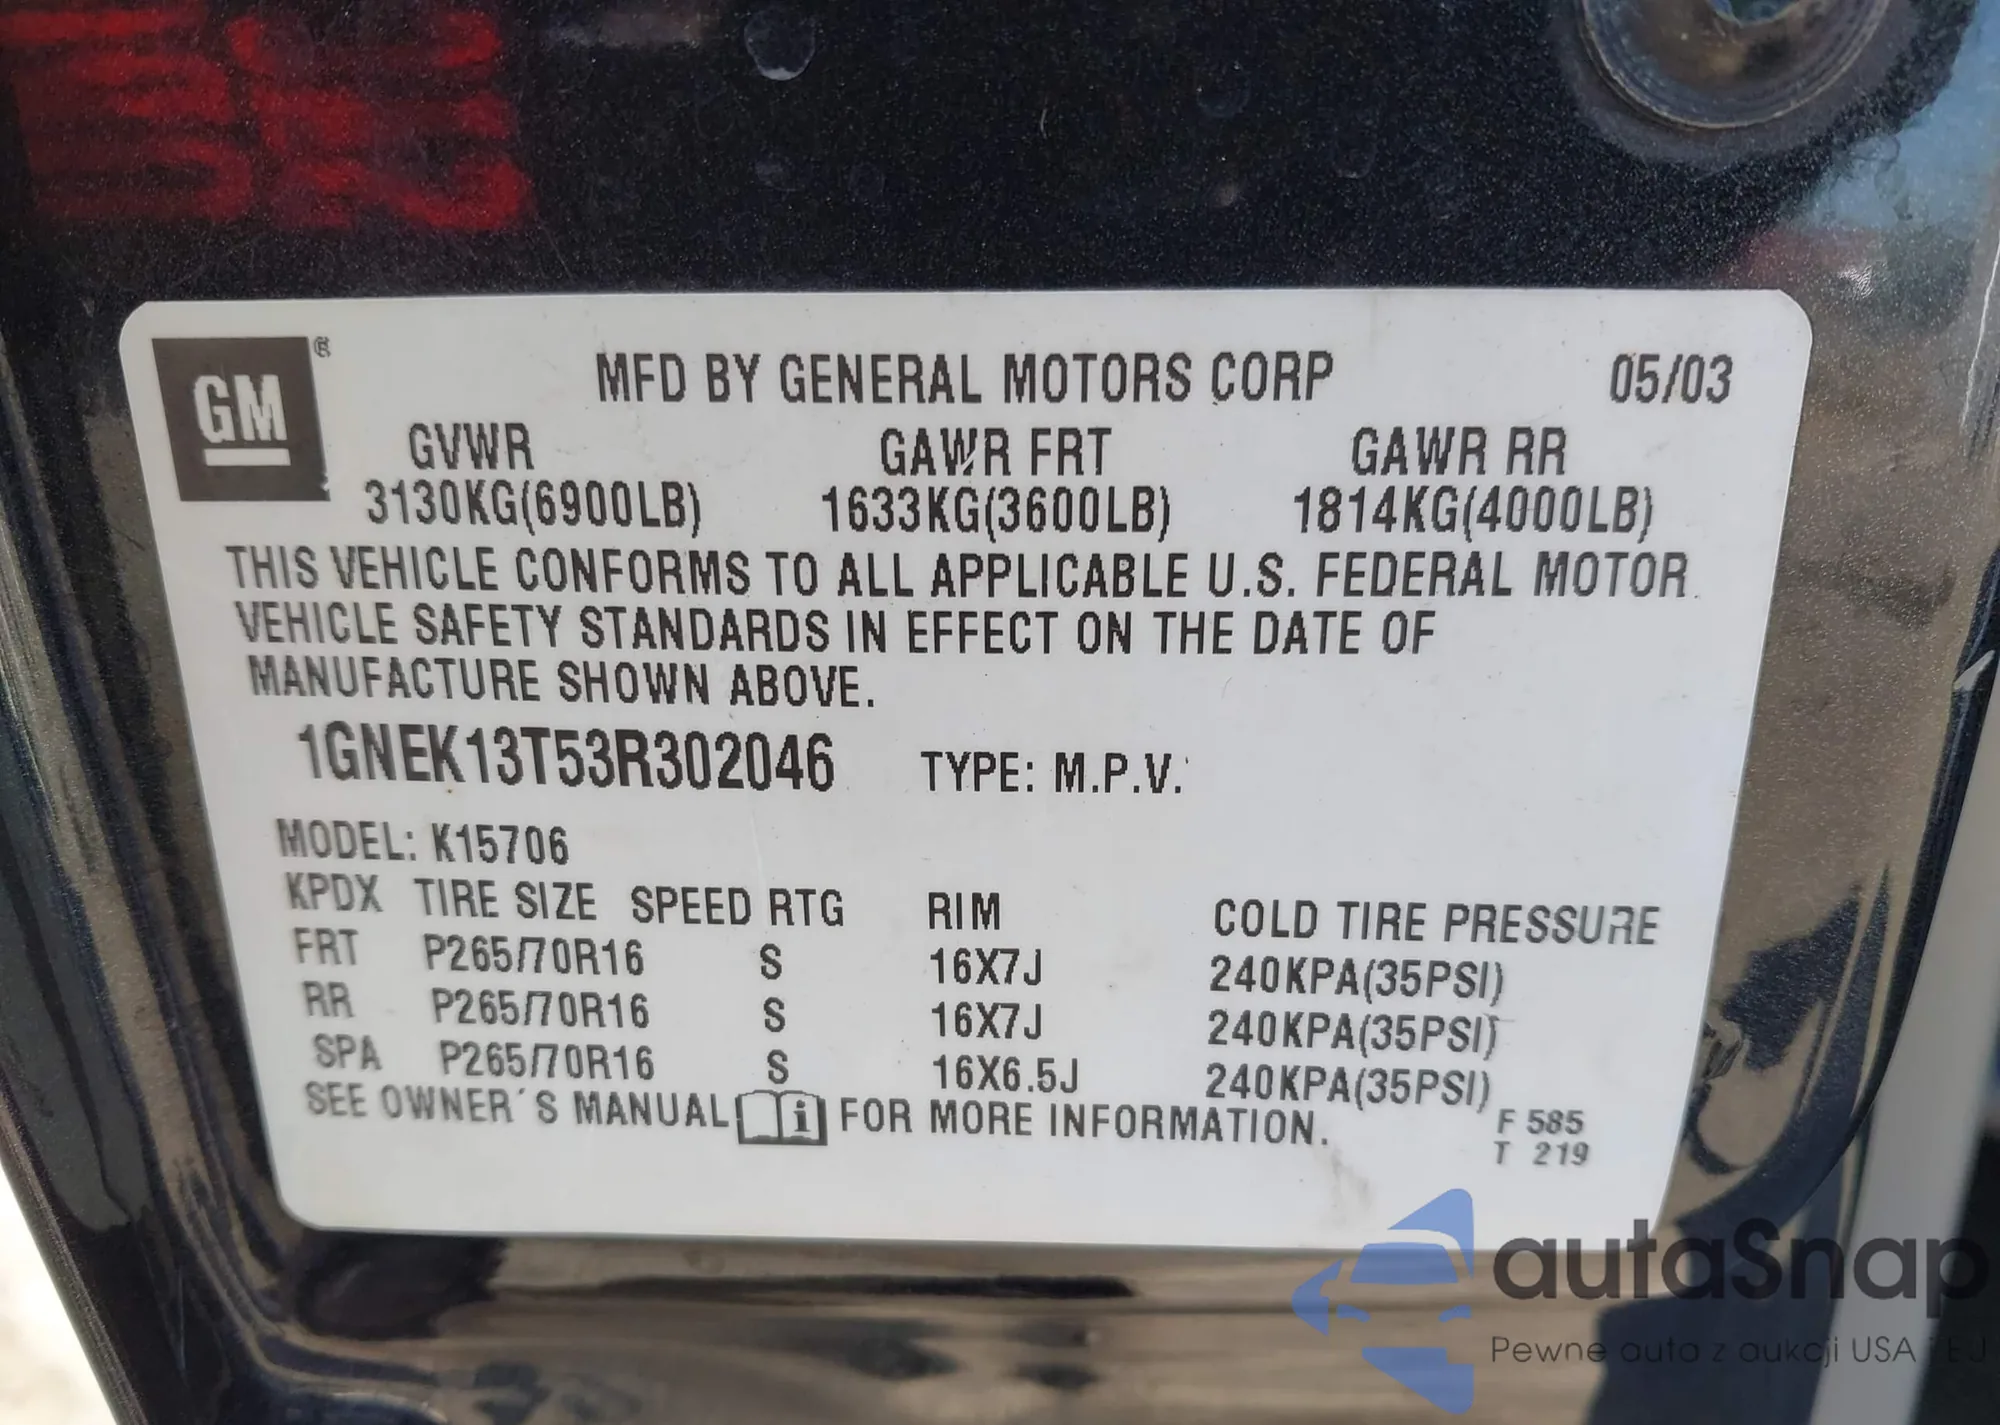 GM ®
MFD BY GENERAL MOTORS CORP 05/03
GVWR GAWR FRT GAWR RR
3130KG(6900LB) 1633KG(3600LB) 1814KG(4000LB)
THIS VEHICLE CONFORMS TO ALL APPLICABLE U.S. FEDERAL MOTOR
VEHICLE SAFETY STANDARDS IN EFFECT ON THE DATE OF
MANUFACTURE SHOWN ABOVE.
1GNEK13T53R302046 TYPE: M.P.V.
MODEL: K15706
KPDX TIRE SIZE SPEED RTG RIM COLD TIRE PRESSURE
FRT P265/70R16 S 16X7J 240KPA(35PSI)
RR P265/70R16 S 16X7J 240KPA(35PSI)
SPA P265/70R16 S 16X6.5J 240KPA(35PSI)
SEE OWNER'S MANUAL i FOR MORE INFORMATION.
F 585
T 219
autaSnap
Pewne auto z aukcji USA i EJ